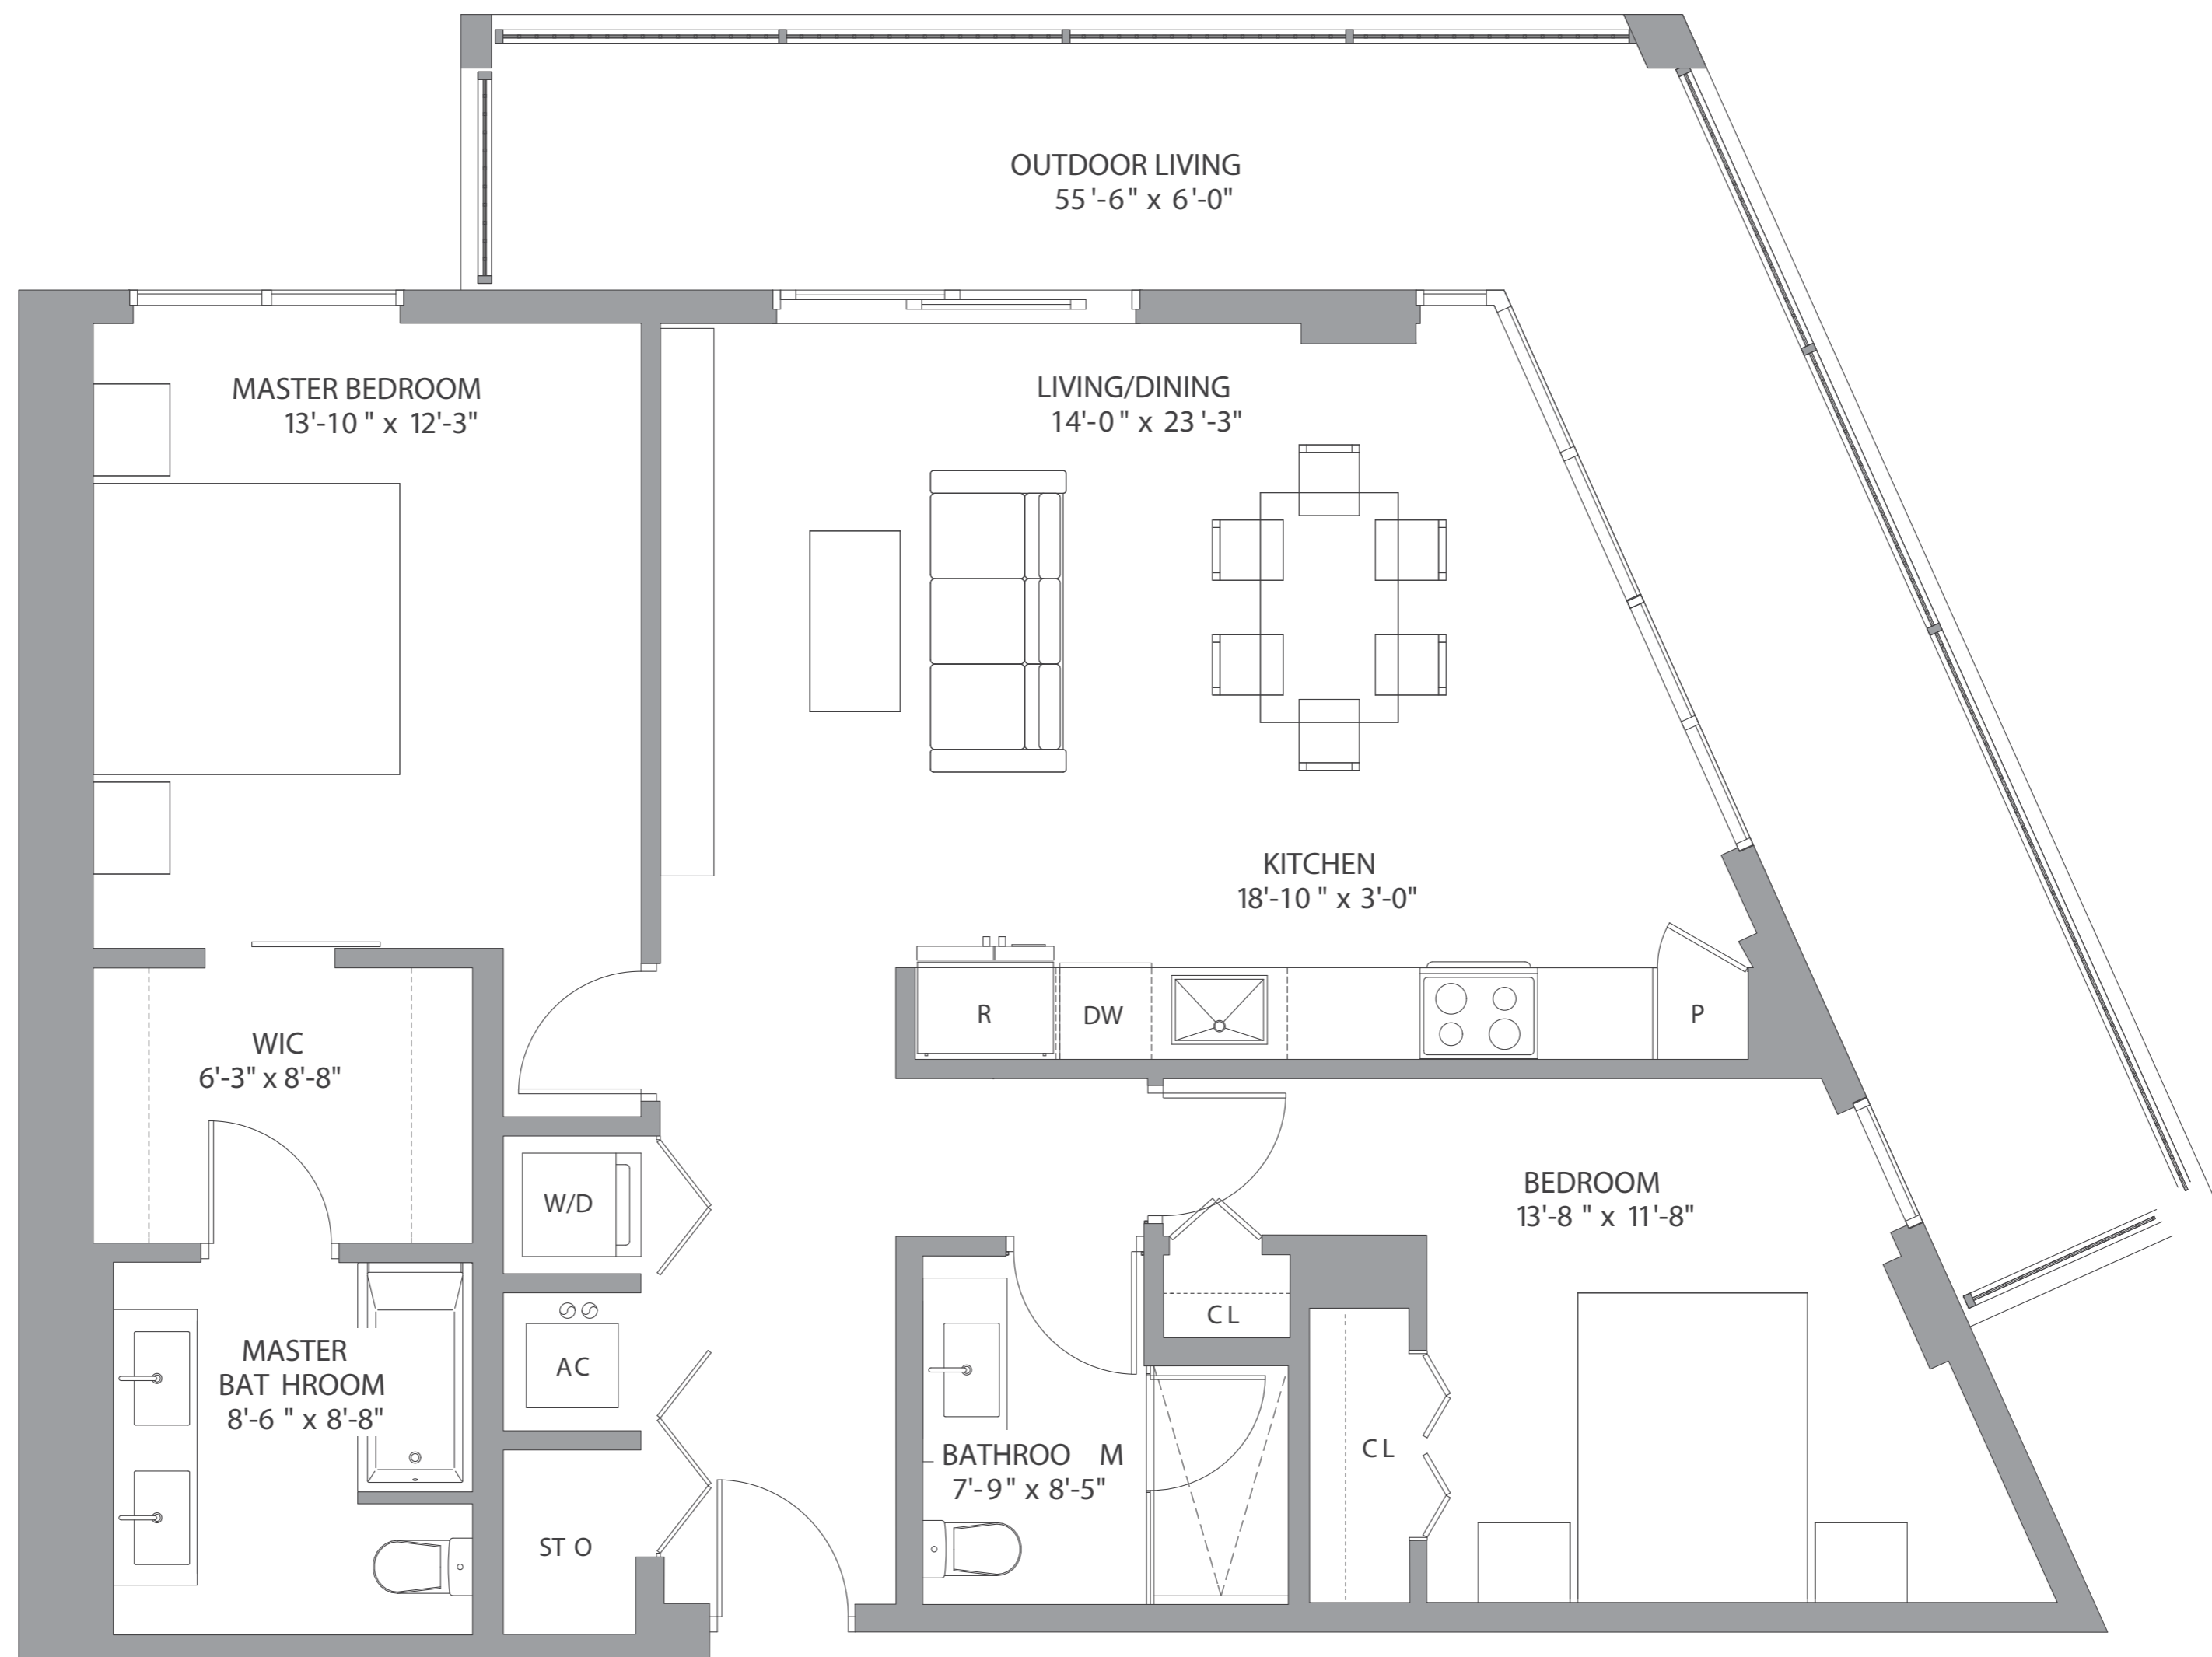 OUTDOOR LIVING
55'-6" x 6'-0"
MASTER BEDROOM
13'-10" x 12'-3"
LIVING/DINING
14'-0" x 23'-3"
KITCHEN
18'-10" x 3'-0"
R
DW
P
WIC
6'-3" x 8'-8"
W/D
BEDROOM
13'-8" x 11'-8"
CL
MASTER
BAT HROOM
8'-6" x 8'-8"
AC
CL
BATHROO M
7'-9" x 8'-5"
ST O